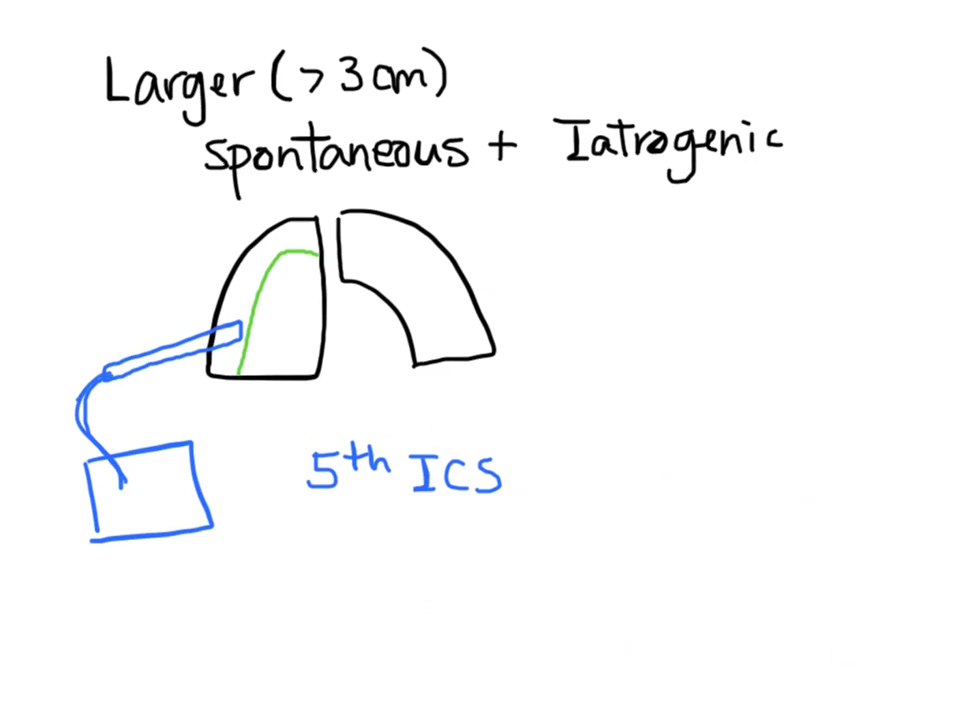 Larger (>3cm)
spontaneous + Iatrogenic
5th ICS